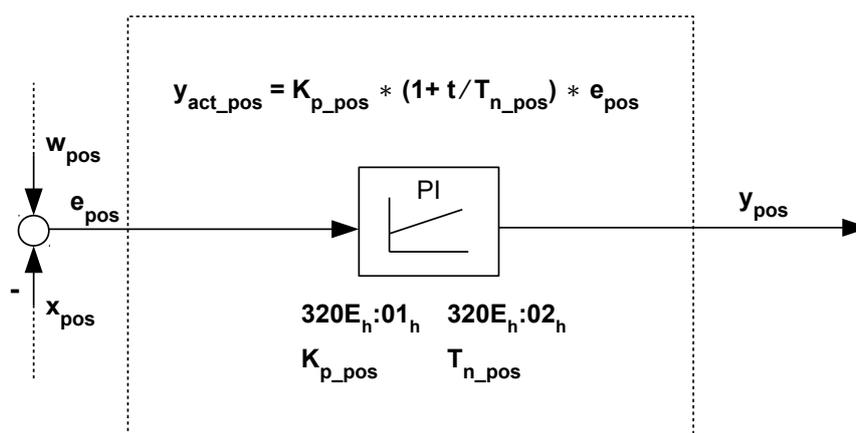 y_act_pos = K_p_pos * (1+ t/T_n_pos) * e_pos
w_pos
e_pos
PI
y_pos
-
x_pos
320E_h:01_h 320E_h:02_h
K_p_pos T_n_pos